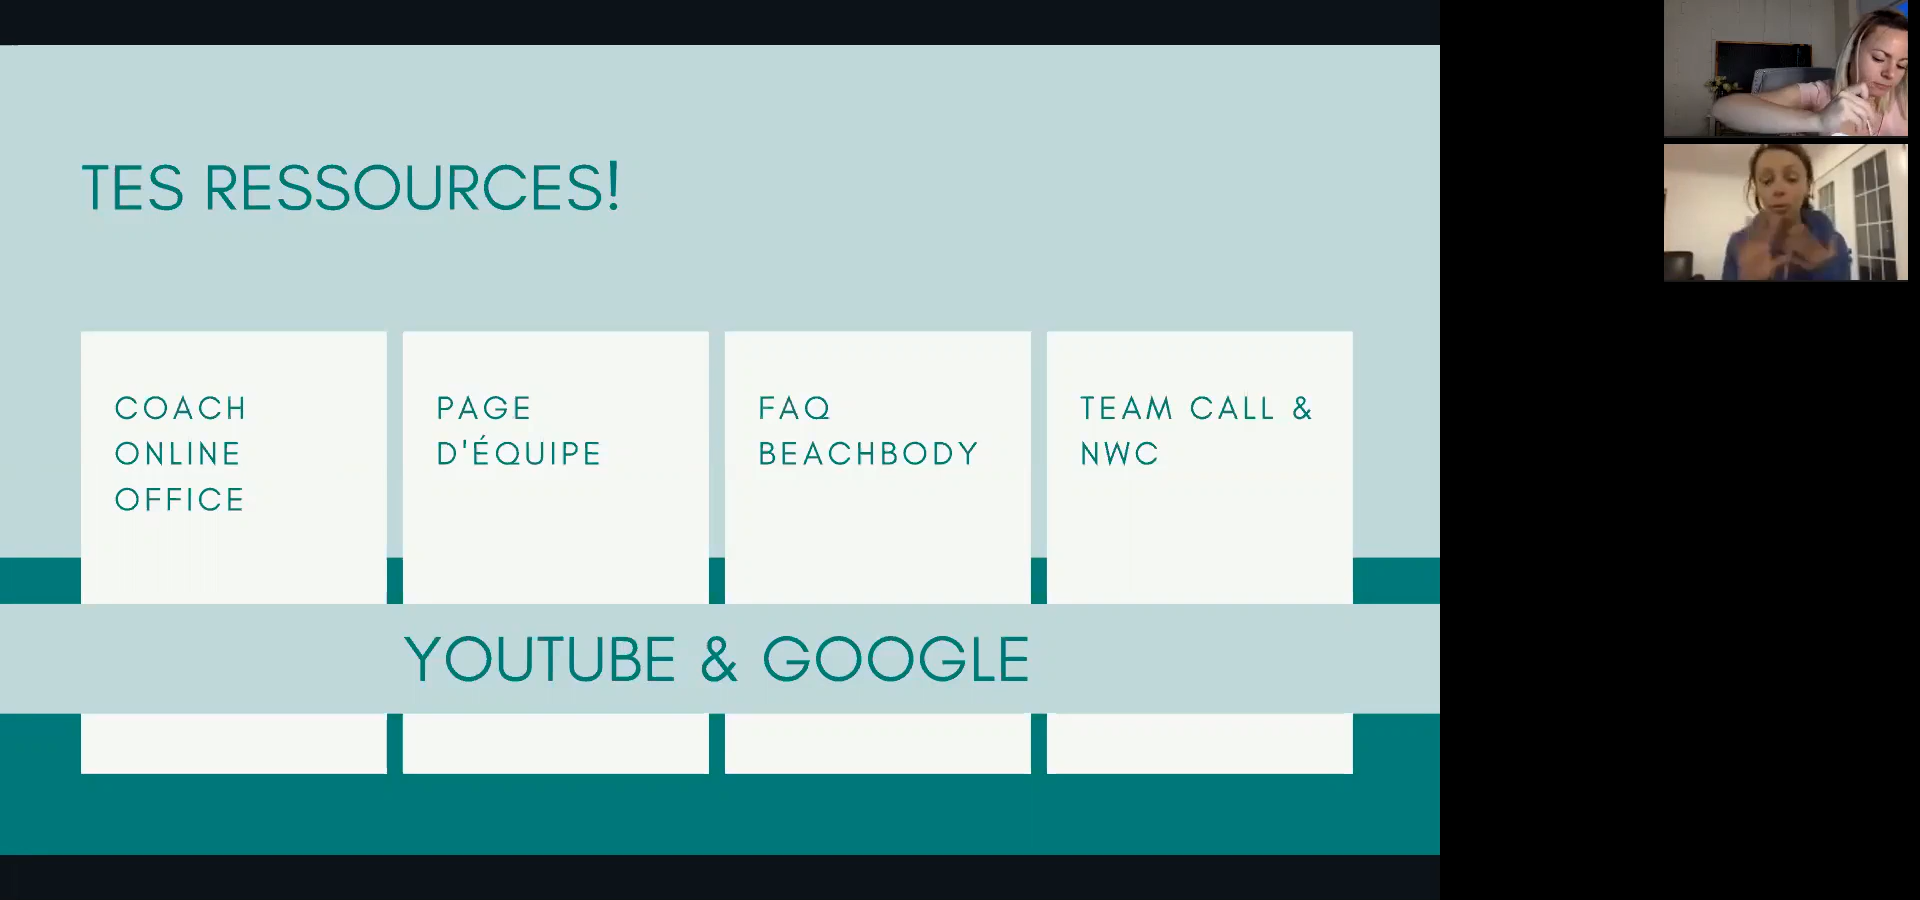 TES RESSOURCES!
COACH
ONLINE
OFFICE
PAGE
D'ÉQUIPE
FAQ
BEACHBODY
TEAM CALL &
NWC
YOUTUBE & GOOGLE